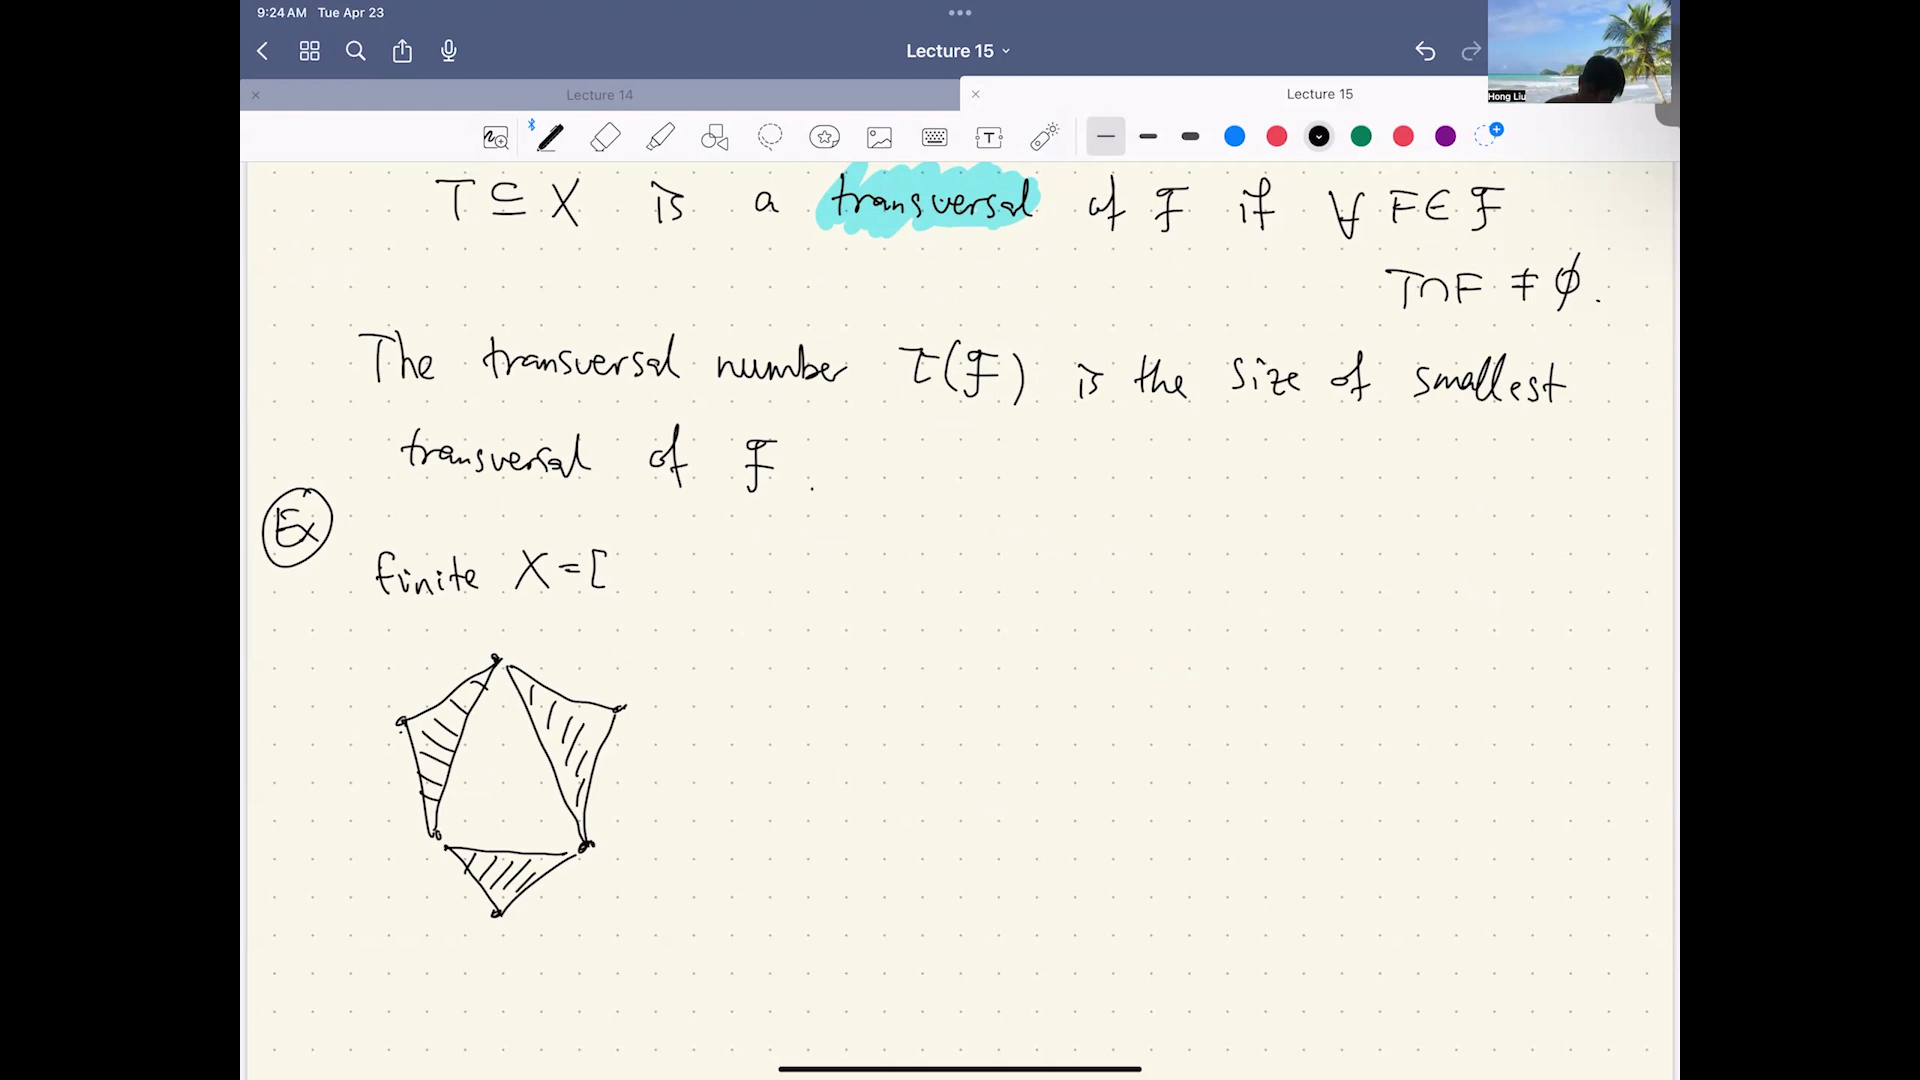 9:24 AM Tue Apr 23
Lecture 15
Lecture 14
Lecture 15
Hong Liu
T ⊆ X is a transversal of ℱ if ∀ F ∈ ℱ
T∩F ≠ ∅.
The transversal number τ(ℱ) is the size of smallest
transversal of ℱ.
Ex
finite X = [